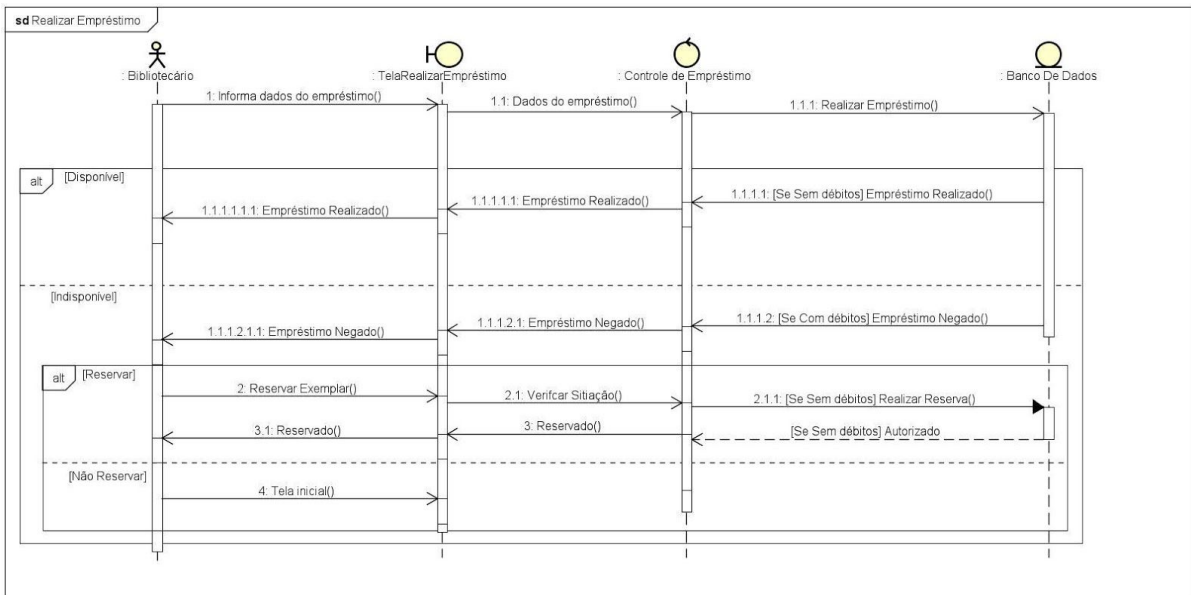 sd Realizar Empréstimo
: Bibliotecário
: TelaRealizarEmpréstimo
: Controle de Empréstimo
: Banco De Dados
1: Informa dados do empréstimo()
1.1: Dados do empréstimo()
1.1.1: Realizar Empréstimo()
alt
[Disponível]
1.1.1.1.1.1: Empréstimo Realizado()
1.1.1.1.1: Empréstimo Realizado()
1.1.1.1: [Se Sem débitos] Empréstimo Realizado()
[Indisponível]
1.1.1.2.1.1: Empréstimo Negado()
1.1.1.2.1: Empréstimo Negado()
1.1.1.2: [Se Com débitos] Empréstimo Negado()
alt
[Reservar]
2: Reservar Exemplar()
2.1: Verifcar Sitiação()
2.1.1: [Se Sem débitos] Realizar Reserva()
3.1: Reservado()
3: Reservado()
[Se Sem débitos] Autorizado
[Não Reservar]
4: Tela inicial()